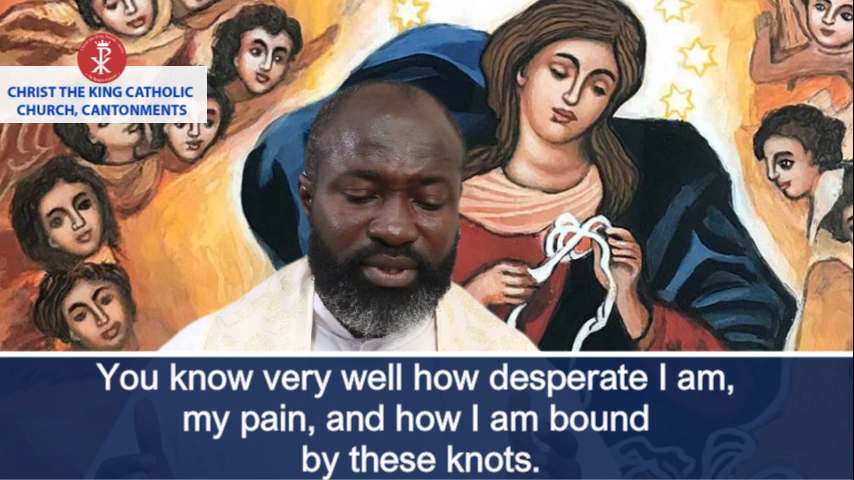 CHRIST THE KING CATHOLIC
CHURCH, CANTONMENTS
You know very well how desperate I am,
my pain, and how I am bound
by these knots.